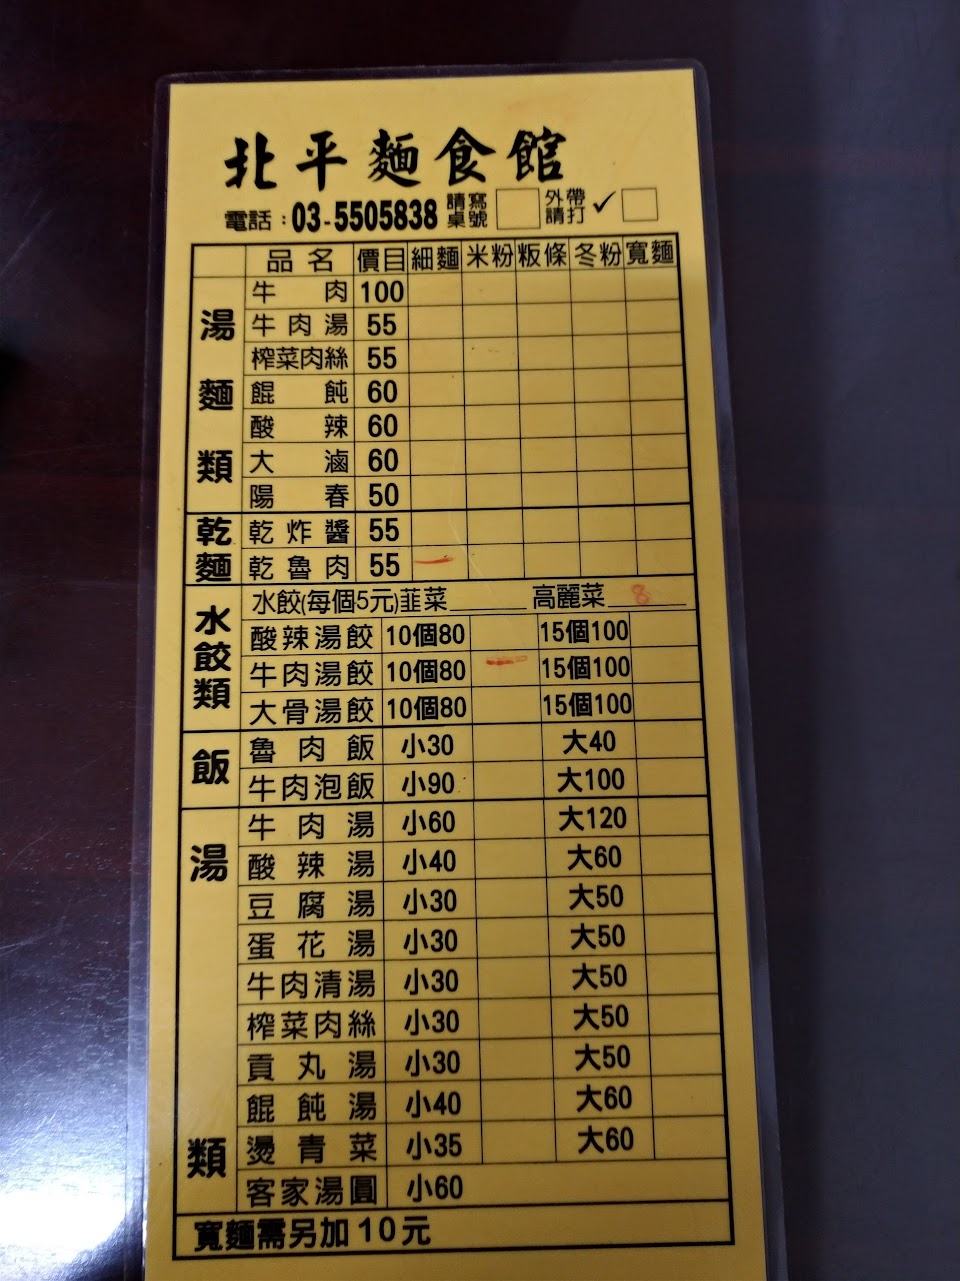 北平麵食館
電話:03-5505838 請寫桌號 外帶請打✓
品名 價目 細麵 米粉 粄條 冬粉 寬麵
湯麵類
牛肉 100
牛肉湯 55
榨菜肉絲 55
餛飩 60
酸辣 60
大滷 60
陽春 50
乾麵
乾炸醬 55
乾魯肉 55
水餃類
水餃(每個5元)韮菜______ 高麗菜______ 8
酸辣湯餃 10個80 15個100
牛肉湯餃 10個80 15個100
大骨湯餃 10個80 15個100
飯
魯肉飯 小30 大40
牛肉泡飯 小90 大100
湯類
牛肉湯 小60 大120
酸辣湯 小40 大60
豆腐湯 小30 大50
蛋花湯 小30 大50
牛肉清湯 小30 大50
榨菜肉絲 小30 大50
貢丸湯 小30 大50
餛飩湯 小40 大60
燙青菜 小35 大60
客家湯圓 小60
寬麵需另加10元